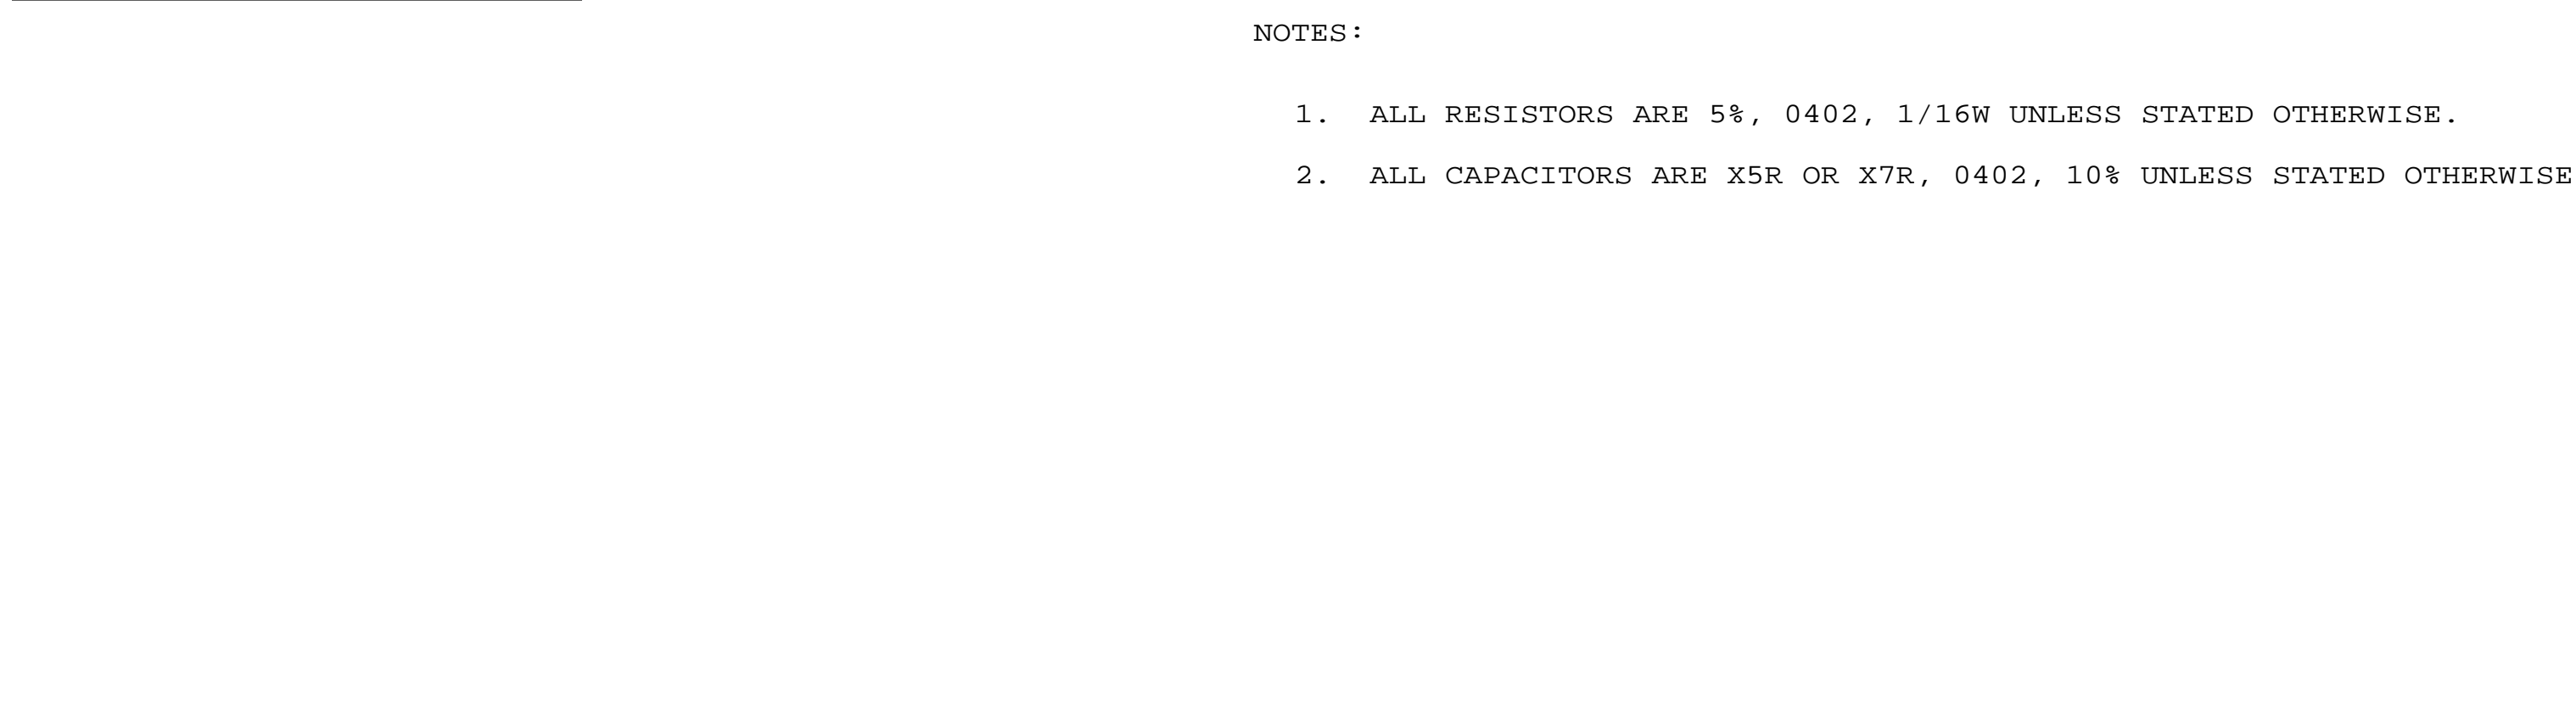 NOTES:
1. ALL RESISTORS ARE 5%, 0402, 1/16W UNLESS STATED OTHERWISE.
2. ALL CAPACITORS ARE X5R OR X7R, 0402, 10% UNLESS STATED OTHERWISE